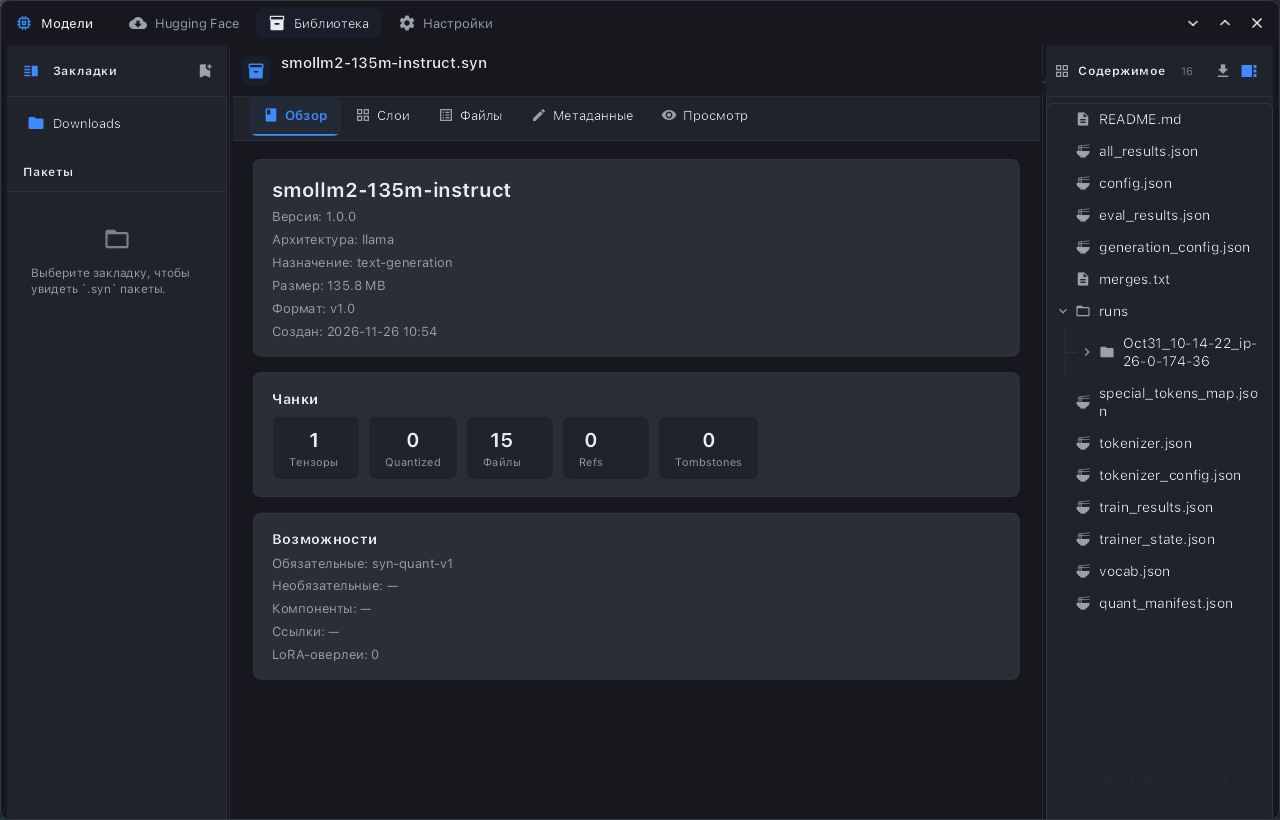 Модели
Hugging Face
Библиотека
Настройки
Закладки
Downloads
Пакеты
Выберите закладку, чтобы
увидеть `.syn` пакеты.
smollm2-135m-instruct.syn
Обзор
Слои
Файлы
Метаданные
Просмотр
smollm2-135m-instruct
Версия: 1.0.0
Архитектура: llama
Назначение: text-generation
Размер: 135.8 MB
Формат: v1.0
Создан: 2026-11-26 10:54
Чанки
1
Тензоры
0
Quantized
15
Файлы
0
Refs
0
Tombstones
Возможности
Обязательные: syn-quant-v1
Необязательные: —
Компоненты: —
Ссылки: —
LoRA-оверлеи: 0
Содержимое 16
README.md
all_results.json
config.json
eval_results.json
generation_config.json
merges.txt
runs
Oct31_10-14-22_ip-
26-0-174-36
special_tokens_map.jso
n
tokenizer.json
tokenizer_config.json
train_results.json
trainer_state.json
vocab.json
quant_manifest.json